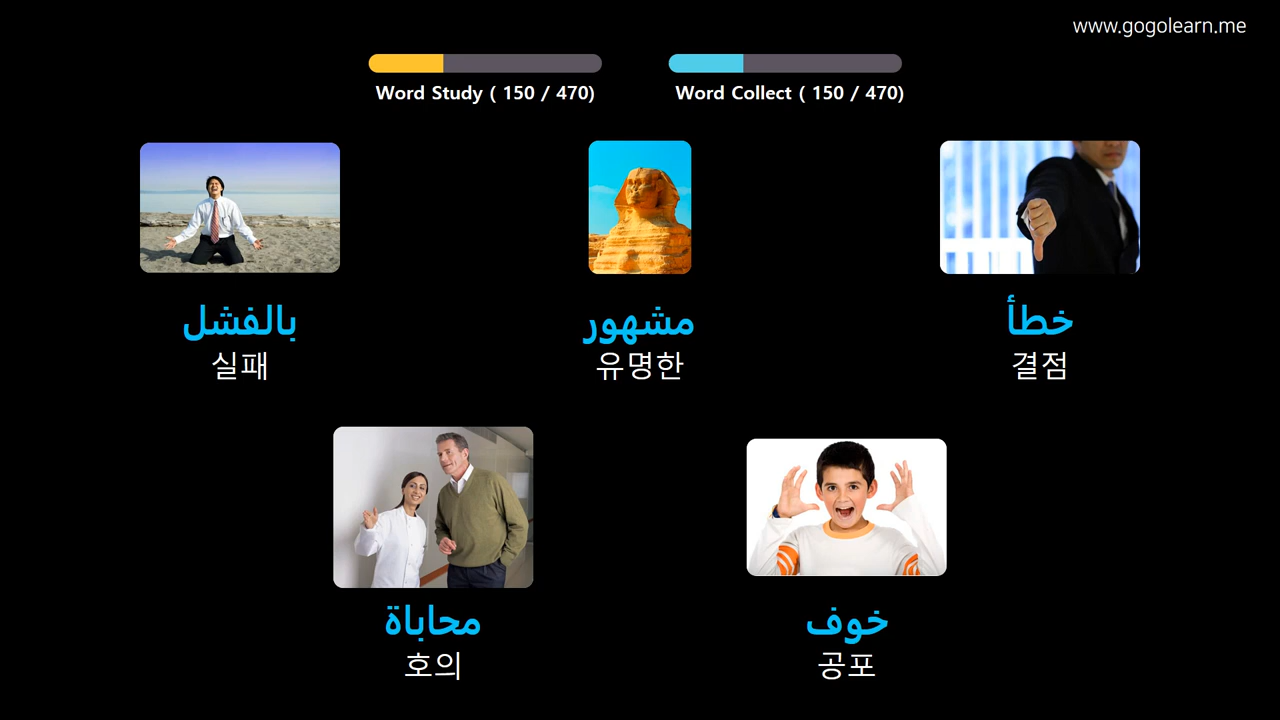 www.gogolearn.me
Word Study ( 150 / 470)
Word Collect ( 150 / 470)
بالفشل
실패
مشهور
유명한
خطأ
결점
محاباة
호의
خوف
공포